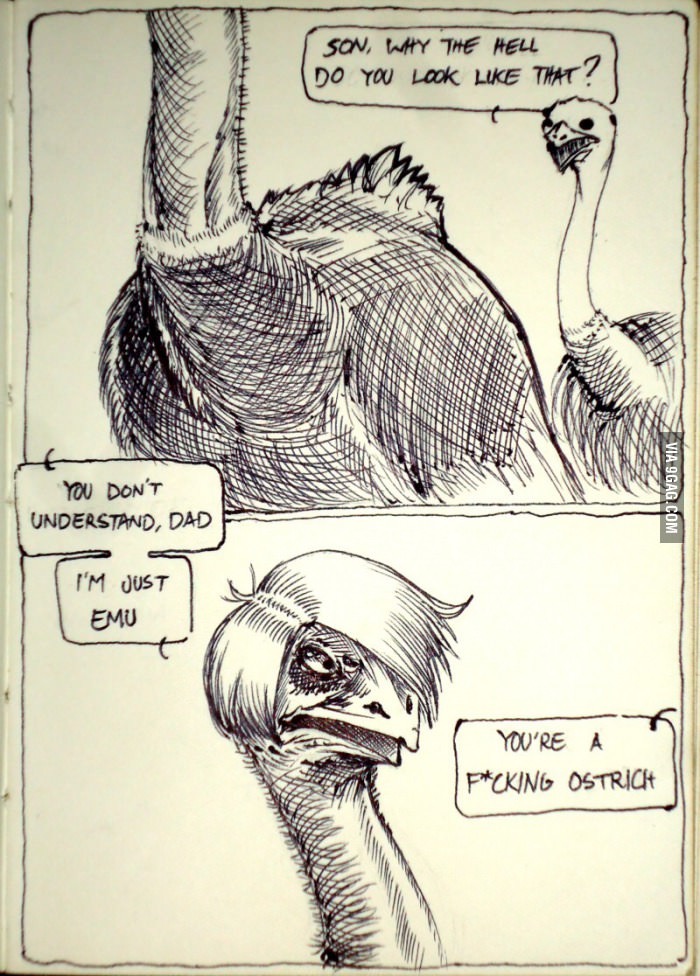 SON, WHY THE HELL
DO YOU LOOK LIKE THAT?
YOU DON'T
UNDERSTAND, DAD
I'M JUST
EMU
YOU'RE A
F*CKING OSTRICH
VIA 9GAG.COM